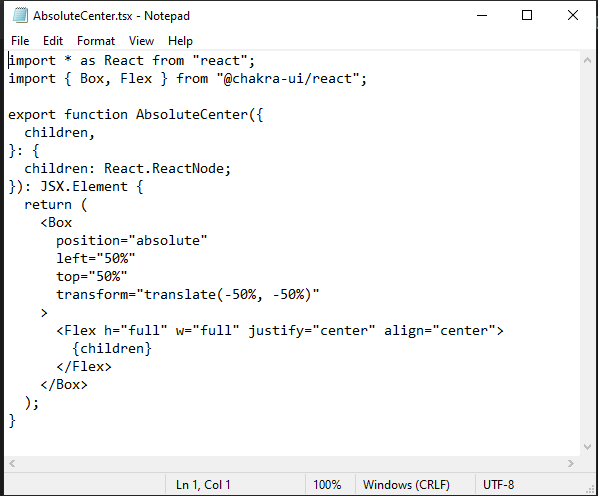 AbsoluteCenter.tsx - Notepad
File Edit Format View Help
import * as React from "react";
import { Box, Flex } from "@chakra-ui/react";

export function AbsoluteCenter({
  children,
}: {
  children: React.ReactNode;
}): JSX.Element {
  return (
    <Box
      position="absolute"
      left="50%"
      top="50%"
      transform="translate(-50%, -50%)"
    >
      <Flex h="full" w="full" justify="center" align="center">
        {children}
      </Flex>
    </Box>
  );
}
Ln 1, Col 1 100% Windows (CRLF) UTF-8